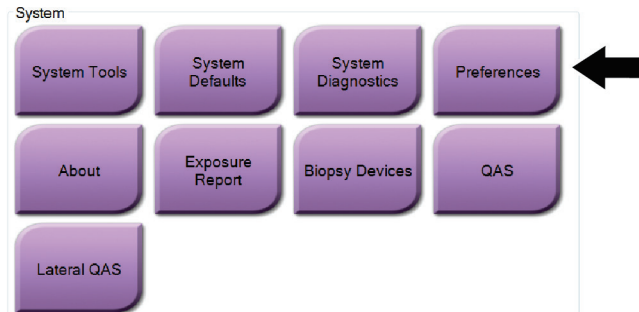 System
System Tools
System
Defaults
System
Diagnostics
Preferences
About
Exposure
Report
Biopsy Devices
QAS
Lateral QAS